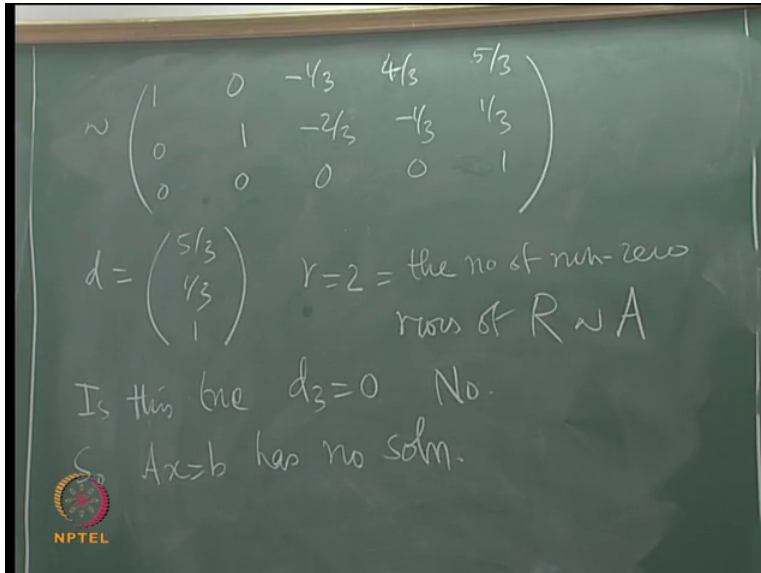 ~ ( 1 0 -1/3 4/3 5/3
0 1 -2/3 -1/3 1/3
0 0 0 0 1 )
d = ( 5/3 1/3 1 ) r = 2 = the no of non-zero
rows of R ~ A
Is this true d₃ = 0 No.
So Ax=b has no soln.
NPTEL